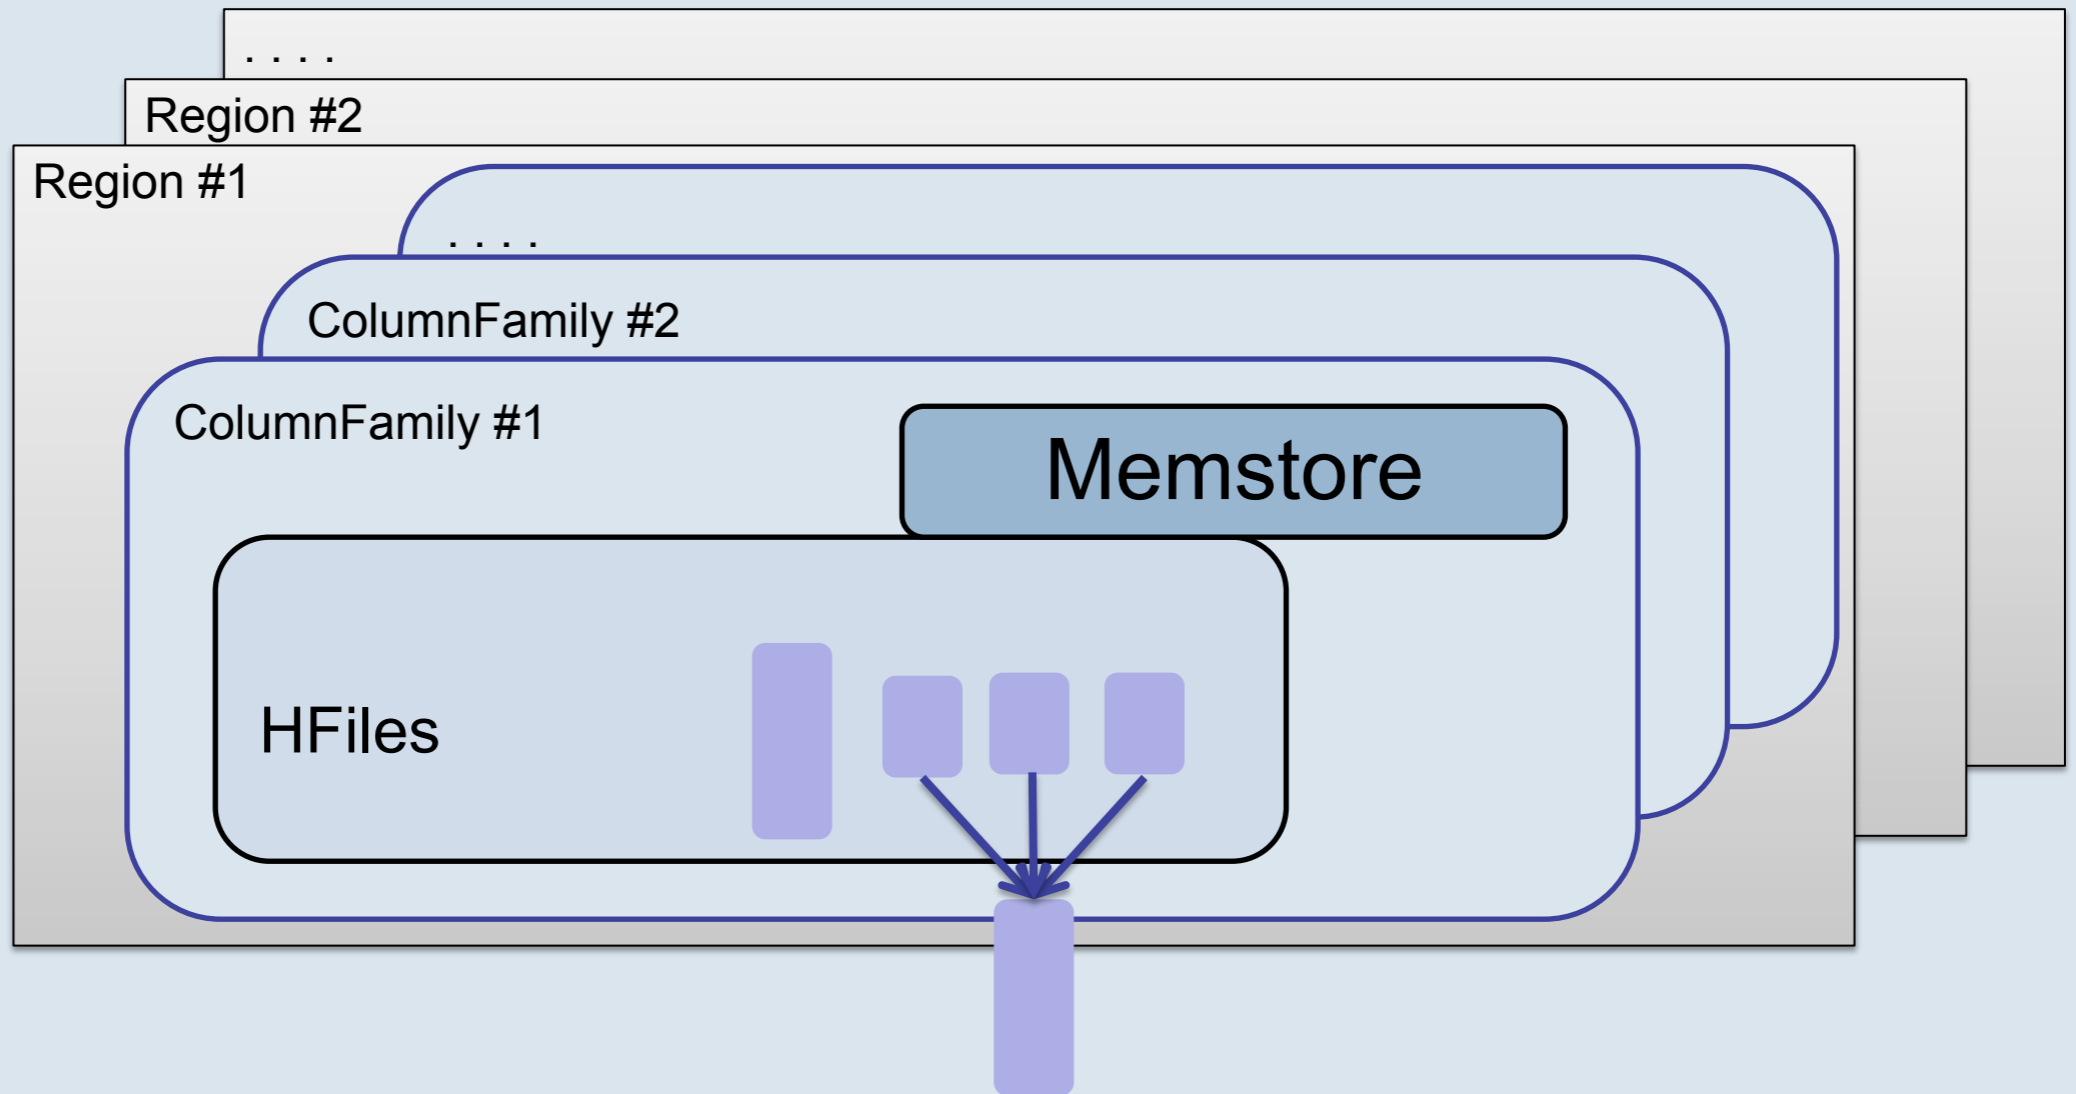 . . . .
Region #2
Region #1
. . . .
ColumnFamily #2
ColumnFamily #1
Memstore
HFiles